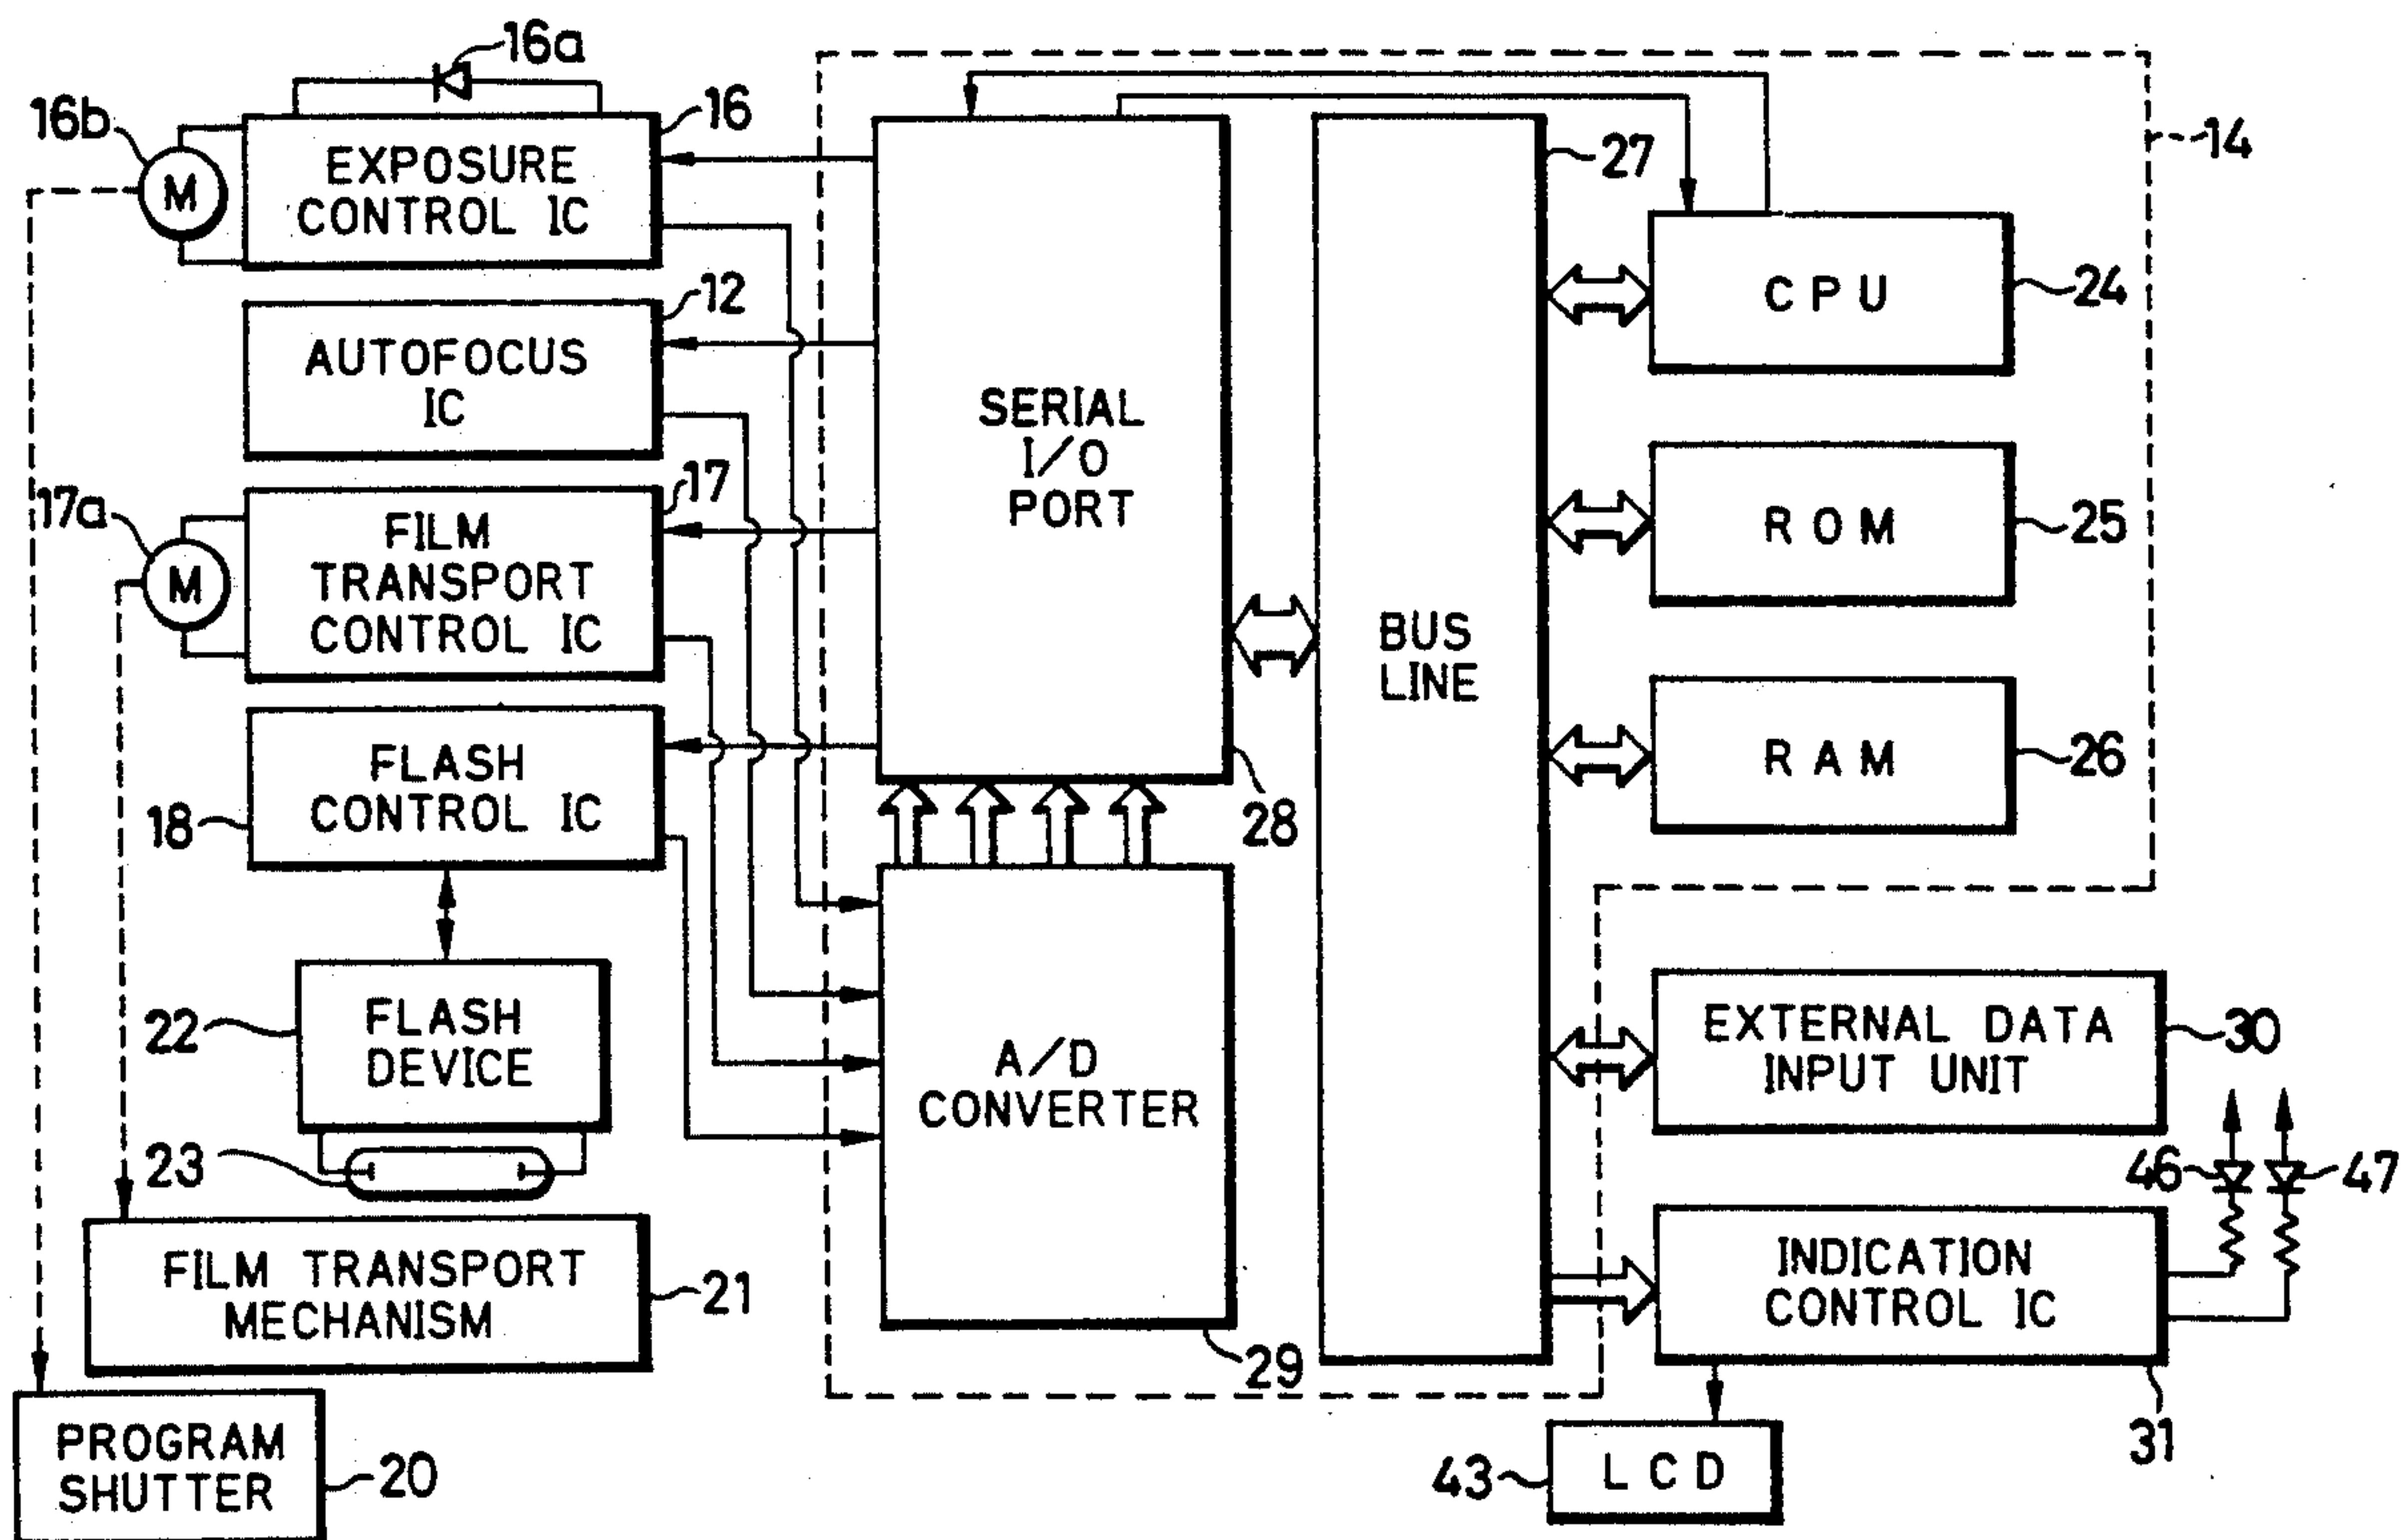 16a
16b
M
EXPOSURE
CONTROL IC
16
12
AUTOFOCUS
IC
17
17a
M
FILM
TRANSPORT
CONTROL IC
18
FLASH
CONTROL IC
22
FLASH
DEVICE
23
FILM TRANSPORT
MECHANISM
21
PROGRAM
SHUTTER
20
SERIAL
I/O
PORT
28
A/D
CONVERTER
29
BUS
LINE
27
14
CPU
24
ROM
25
RAM
26
EXTERNAL DATA
INPUT UNIT
30
46
47
INDICATION
CONTROL IC
31
LCD
43